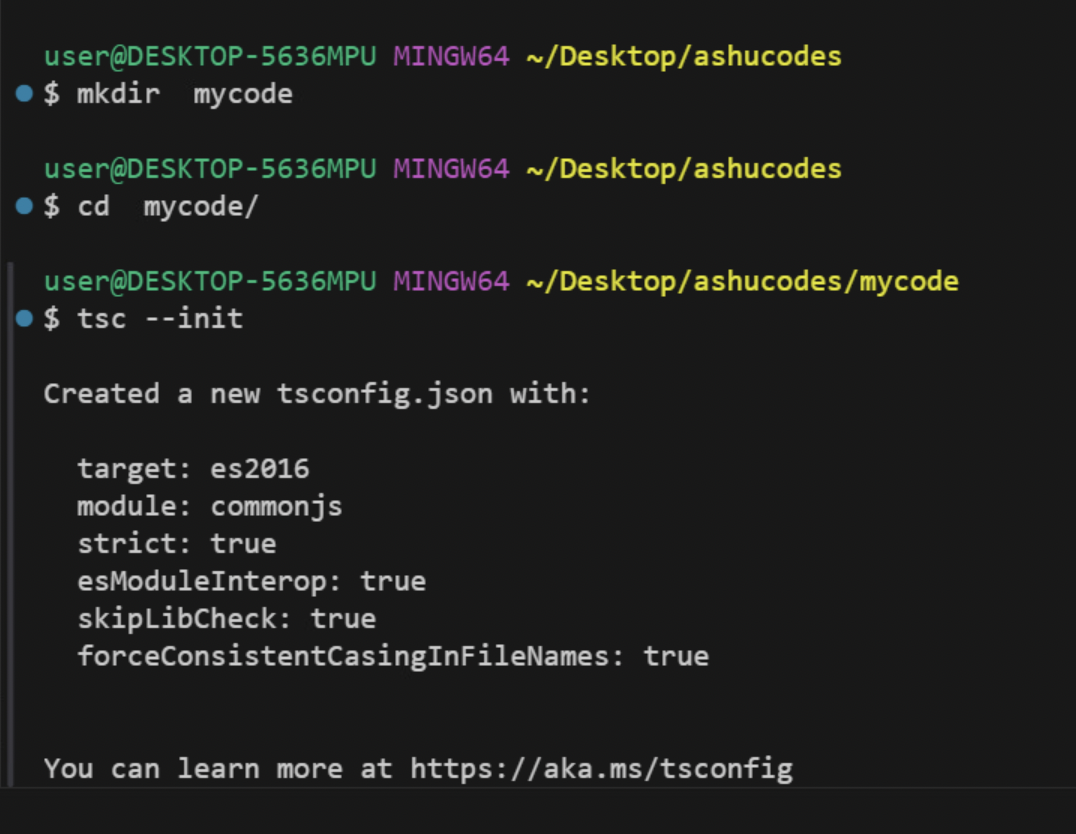 user@DESKTOP-5636MPU MINGW64 ~/Desktop/ashucodes
$ mkdir  mycode
user@DESKTOP-5636MPU MINGW64 ~/Desktop/ashucodes
$ cd  mycode/
user@DESKTOP-5636MPU MINGW64 ~/Desktop/ashucodes/mycode
$ tsc --init
Created a new tsconfig.json with:
target: es2016
module: commonjs
strict: true
esModuleInterop: true
skipLibCheck: true
forceConsistentCasingInFileNames: true
You can learn more at https://aka.ms/tsconfig